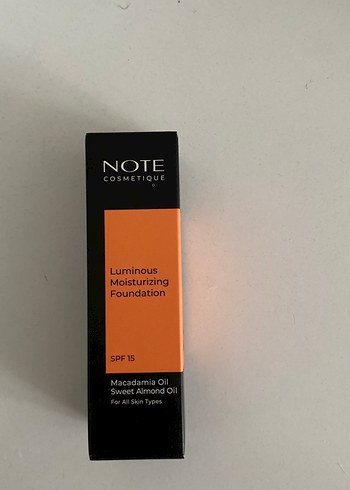 NOTE
COSMETIQUE
Luminous
Moisturizing
Foundation
SPF 15
Macadamia Oil
Sweet Almond Oil
For All Skin Types